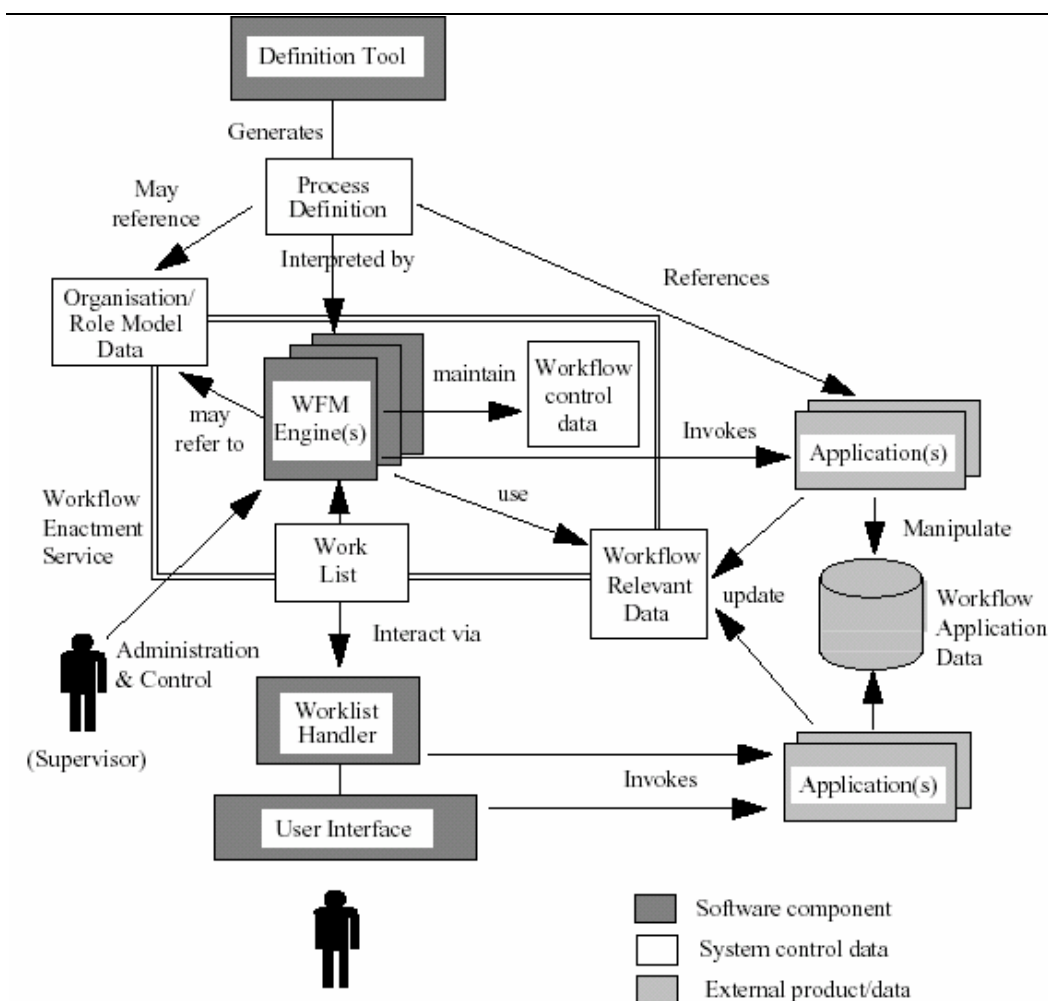 Definition Tool
Generates
Process
Definition
May
reference
Interpreted by
References
Organisation/
Role Model
Data
WFM
Engine(s)
maintain
Workflow
control
data
may
refer to
Invokes
Application(s)
use
Workflow
Enactment
Service
Work
List
Workflow
Relevant
Data
Manipulate
update
Workflow
Application
Data
Interact via
Administration
& Control
(Supervisor)
Worklist
Handler
Invokes
Application(s)
User Interface
Software component
System control data
External product/data